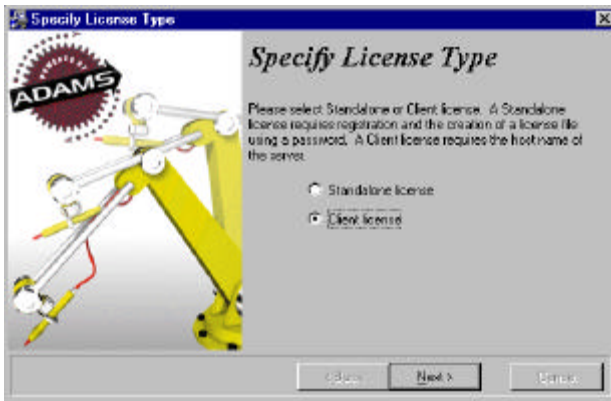 Specify License Type
POWERED BY
ADAMS
Specify License Type
Please select Standalone or Client license. A Standalone
license requires registration and the creation of a license file
using a password. A Client license requires the host name of
the server.
Standalone license
Client license
< Back
Next >
Cancel